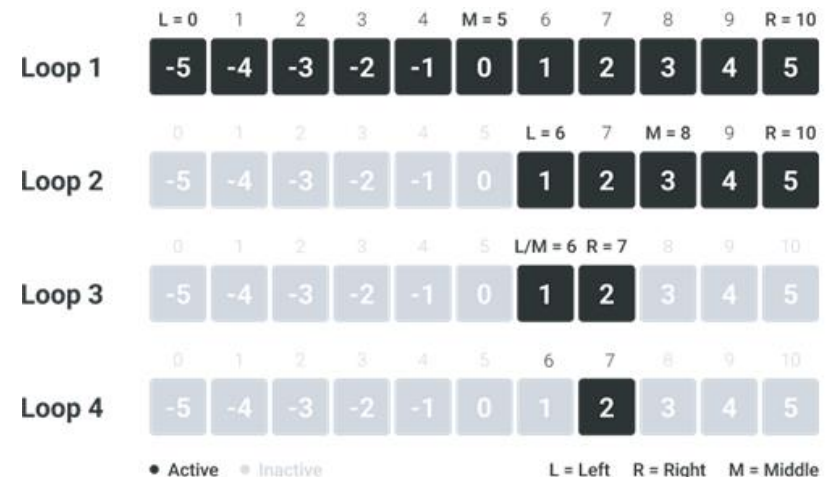 L = 0 1 2 3 4 M = 5 6 7 8 9 R = 10
Loop 1 -5 -4 -3 -2 -1 0 1 2 3 4 5
0 1 2 3 4 5 L = 6 7 M = 8 9 R = 10
Loop 2 -5 -4 -3 -2 -1 0 1 2 3 4 5
0 1 2 3 4 5 L/M = 6 R = 7 8 9 10
Loop 3 -5 -4 -3 -2 -1 0 1 2 3 4 5
0 1 2 3 4 5 6 7 8 9 10
Loop 4 -5 -4 -3 -2 -1 0 1 2 3 4 5
• Active • Inactive L = Left R = Right M = Middle